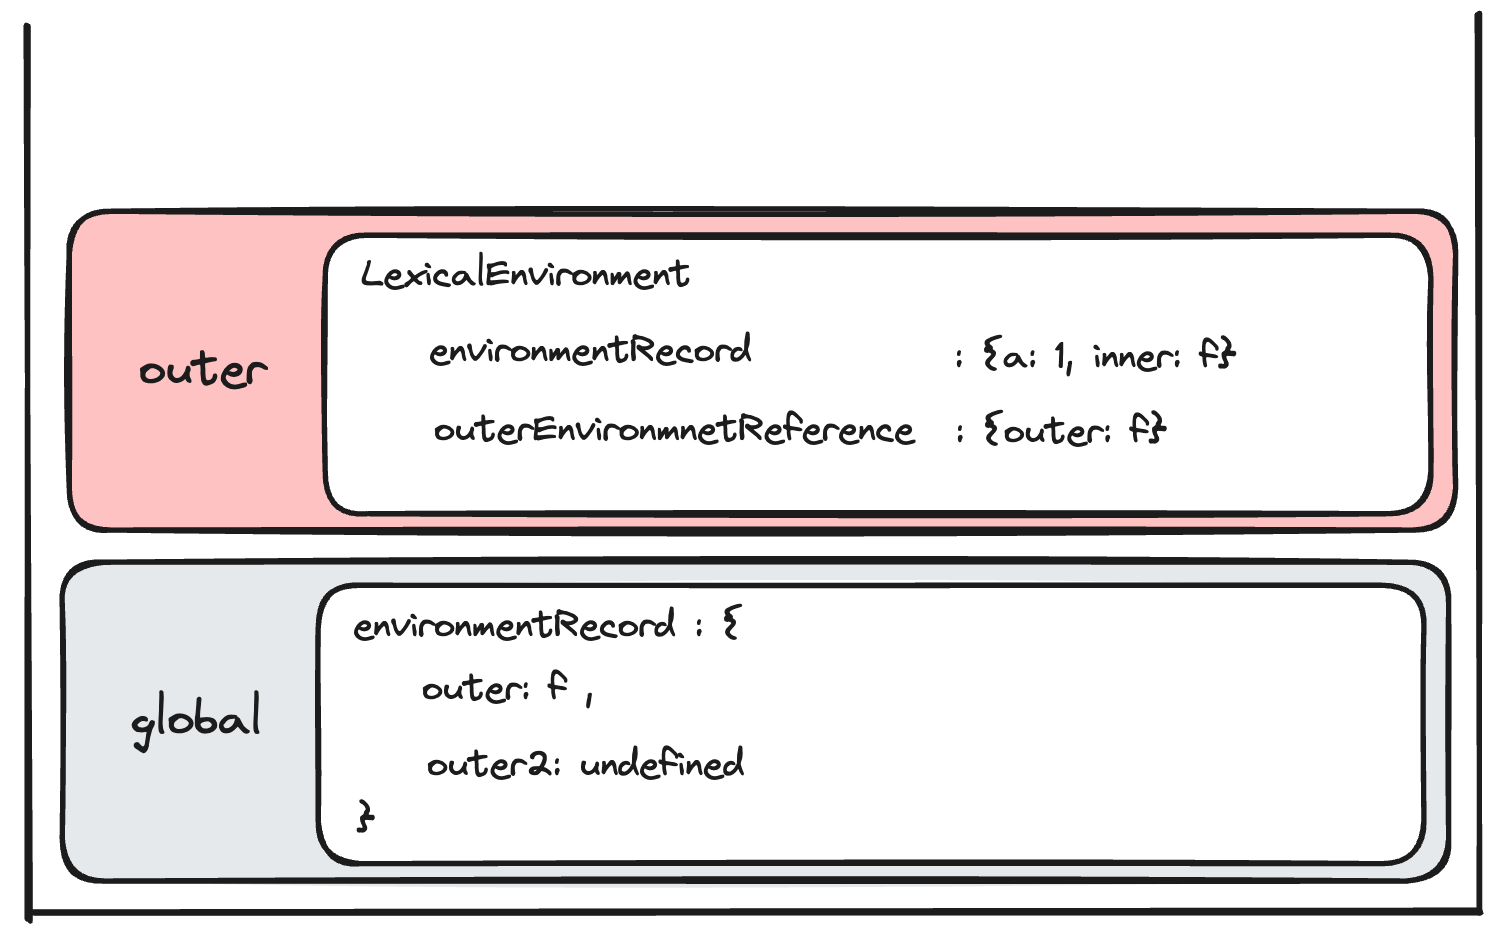 LexicalEnvironment
outer
environmentRecord : {a: 1, inner: f}
outerEnvironmnetReference : {outer: f}
global
environmentRecord : {
outer: f ,
outer2: undefined
}